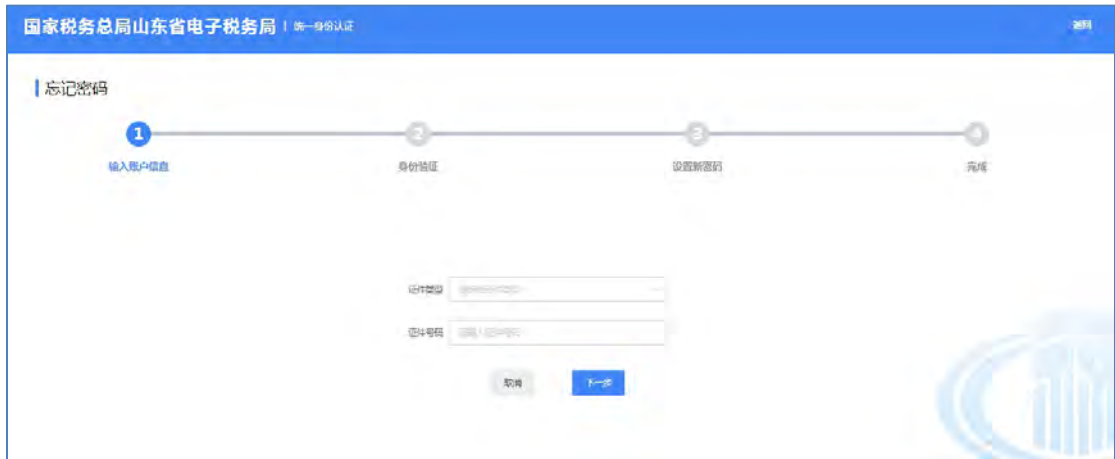 国家税务总局山东省电子税务局 | 统一身份认证
返回
忘记密码
1 2 3 4
输入账户信息 身份验证 设置新密码 完成
证件类型
证件号码
取消 下一步